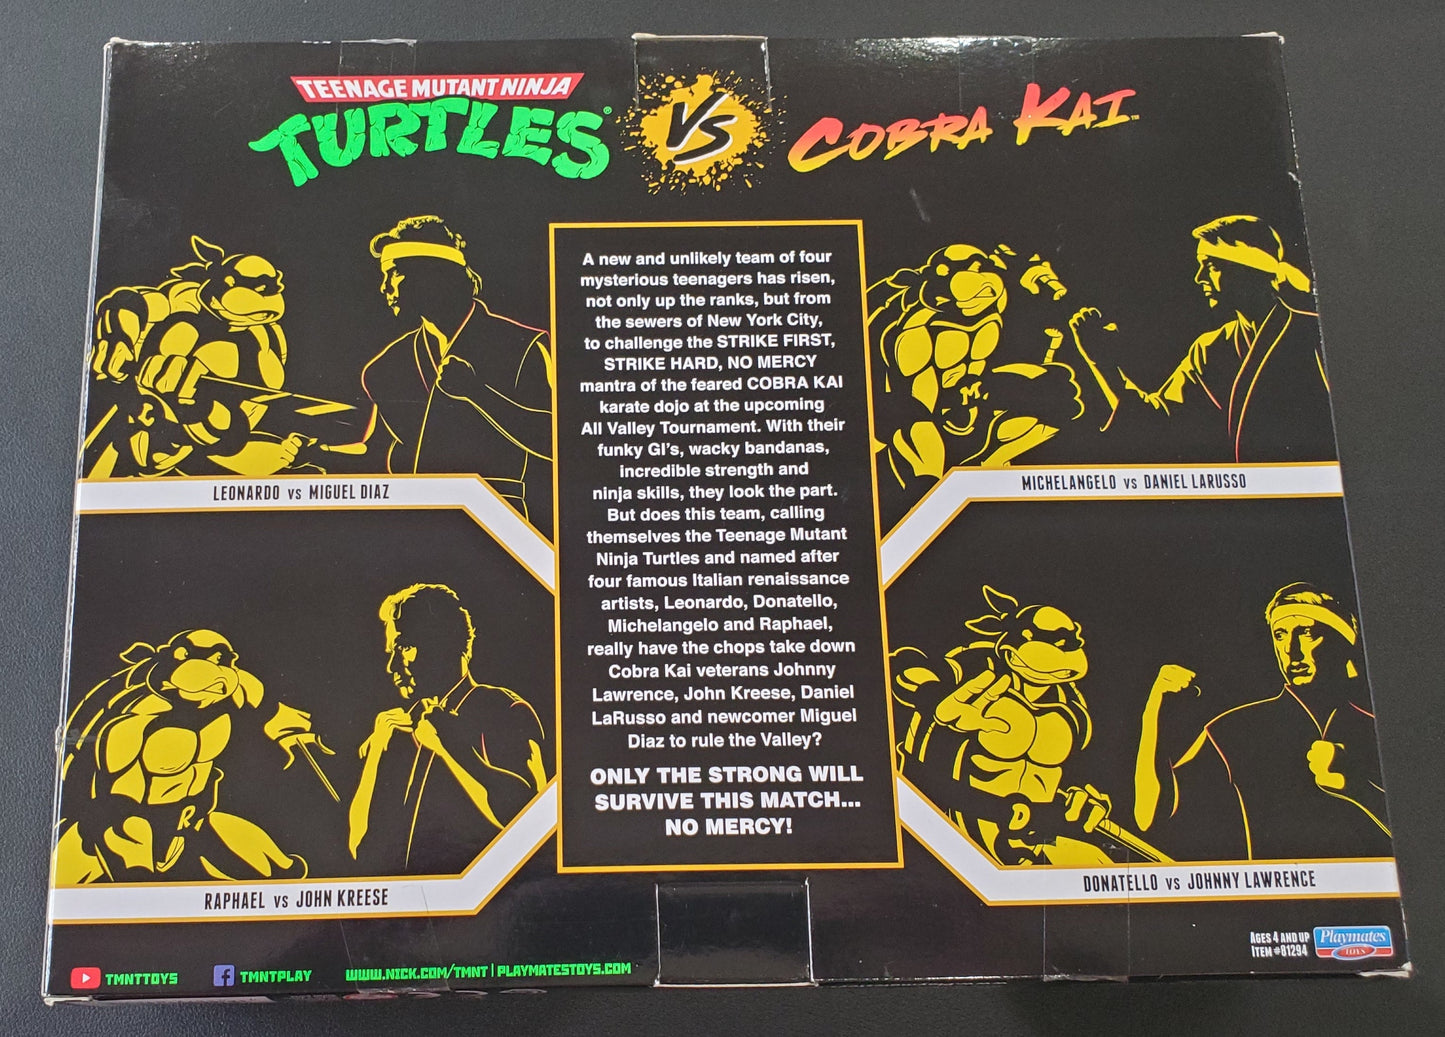 TEENAGE MUTANT NINJA
TURTLES®
VS
COBRA KAI™
A new and unlikely team of four
mysterious teenagers has risen,
not only up the ranks, but from
the sewers of New York City,
to challenge the STRIKE FIRST,
STRIKE HARD, NO MERCY
mantra of the feared COBRA KAI
karate dojo at the upcoming
All Valley Tournament. With their
funky GI's, wacky bandanas,
incredible strength and
ninja skills, they look the part.
But does this team, calling
themselves the Teenage Mutant
Ninja Turtles and named after
four famous Italian renaissance
artists, Leonardo, Donatello,
Michelangelo and Raphael,
really have the chops take down
Cobra Kai veterans Johnny
Lawrence, John Kreese, Daniel
LaRusso and newcomer Miguel
Diaz to rule the Valley?
ONLY THE STRONG WILL
SURVIVE THIS MATCH...
NO MERCY!
L
LEONARDO VS MIGUEL DIAZ
M
MICHELANGELO VS DANIEL LARUSSO
R
RAPHAEL VS JOHN KREESE
D
DONATELLO VS JOHNNY LAWRENCE
TMNTTOYS
f TMNTPLAY
WWW.NICK.COM/TMNT | PLAYMATESTOYS.COM
AGES 4 AND UP
ITEM #81294
Playmates
TOYS